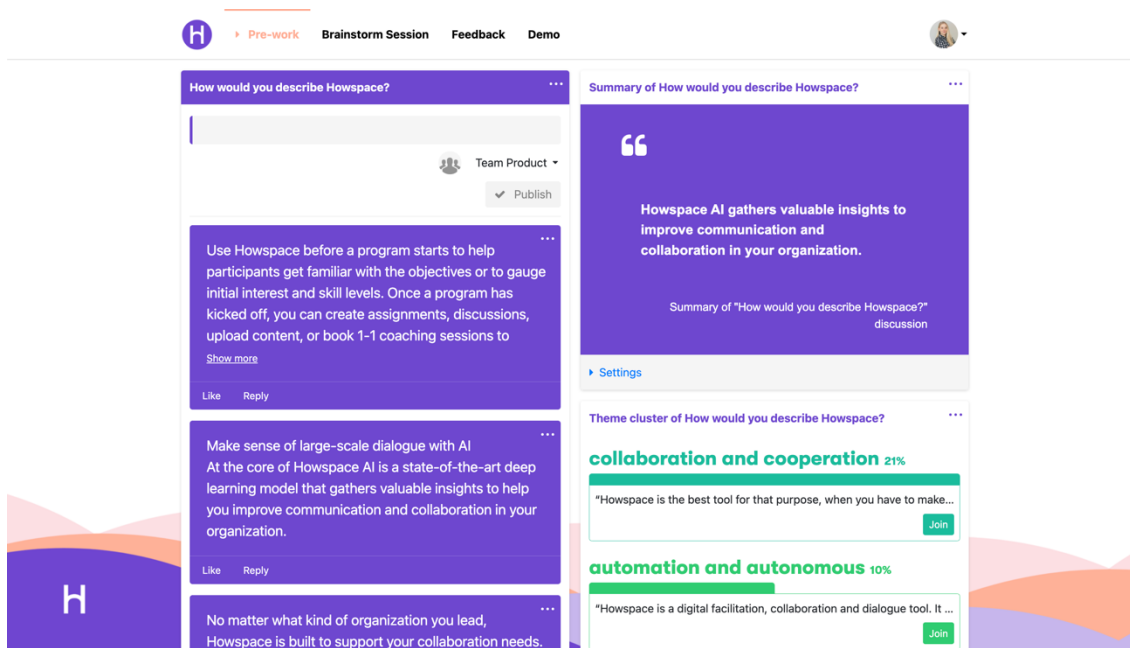 H
Pre-work Brainstorm Session Feedback Demo
How would you describe Howspace?
Team Product
Publish
Use Howspace before a program starts to help
participants get familiar with the objectives or to gauge
initial interest and skill levels. Once a program has
kicked off, you can create assignments, discussions,
upload content, or book 1-1 coaching sessions to
Show more
Like Reply
Make sense of large-scale dialogue with AI
At the core of Howspace AI is a state-of-the-art deep
learning model that gathers valuable insights to help
you improve communication and collaboration in your
organization.
Like Reply
No matter what kind of organization you lead,
Howspace is built to support your collaboration needs.
Summary of How would you describe Howspace?
“
Howspace AI gathers valuable insights to
improve communication and
collaboration in your organization.
Summary of "How would you describe Howspace?"
discussion
Settings
Theme cluster of How would you describe Howspace?
collaboration and cooperation 21%
“Howspace is the best tool for that purpose, when you have to make...
Join
automation and autonomous 10%
“Howspace is a digital facilitation, collaboration and dialogue tool. It ...
Join
H